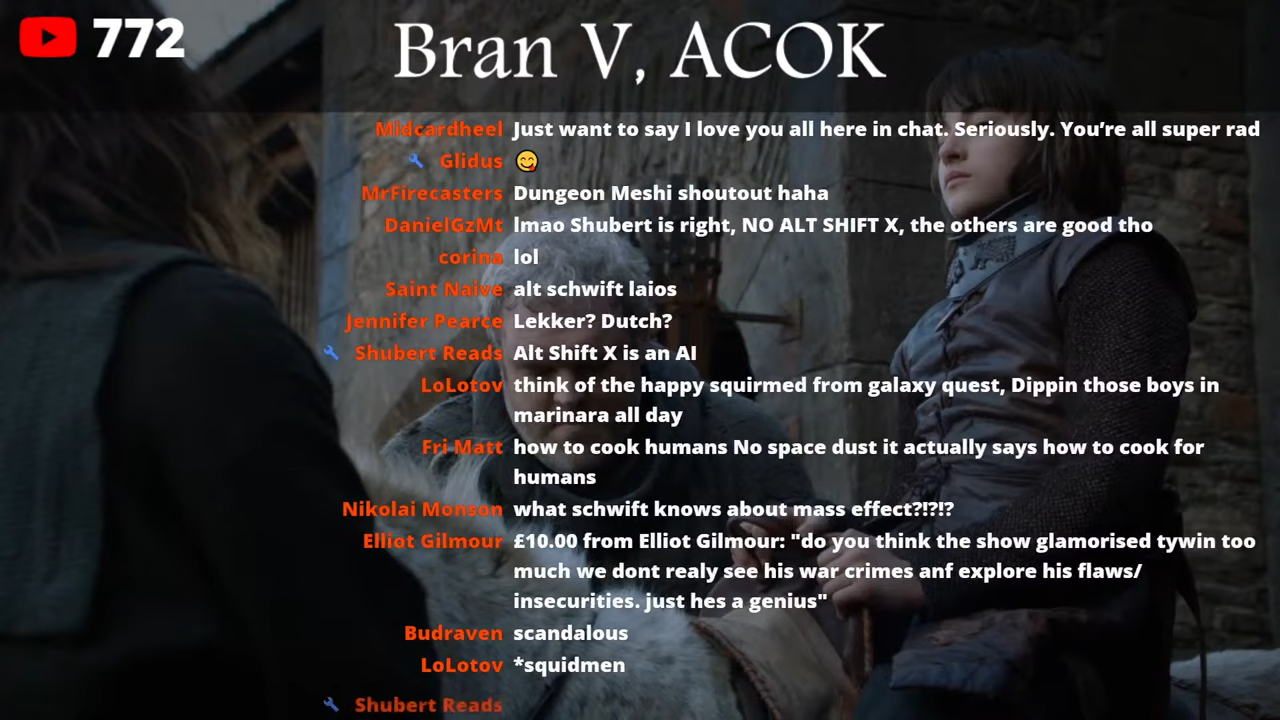 772
Bran V, ACOK
Midcardheel Just want to say I love you all here in chat. Seriously. You’re all super rad
Glidus 😋
MrFirecasters Dungeon Meshi shoutout haha
DanielGzMt lmao Shubert is right, NO ALT SHIFT X, the others are good tho
corina lol
Saint Naive alt schwift laios
Jennifer Pearce Lekker? Dutch?
Shubert Reads Alt Shift X is an AI
LoLotov think of the happy squirmed from galaxy quest, Dippin those boys in
marinara all day
Fri Matt how to cook humans No space dust it actually says how to cook for
humans
Nikolai Monson what schwift knows about mass effect?!?!?
Elliot Gilmour £10.00 from Elliot Gilmour: "do you think the show glamorised tywin too
much we dont realy see his war crimes anf explore his flaws/
insecurities. just hes a genius"
Budraven scandalous
LoLotov *squidmen
Shubert Reads